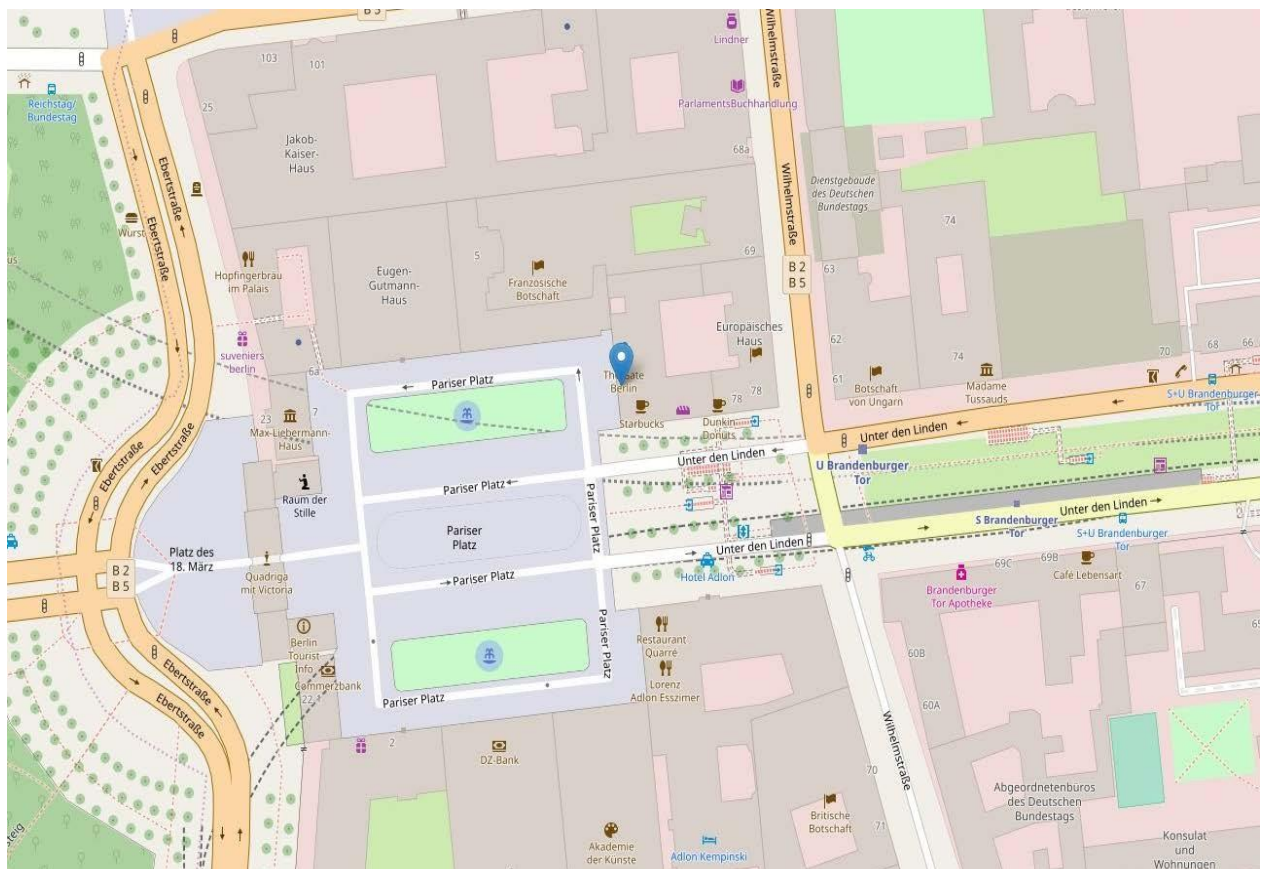 B 5
Lindner
Wilhelmstraße
103
101
25
Reichstag/
Bundestag
ParlamentsBuchhandlung
Jakob-
Kaiser-
Haus
68a
Ebertstraße
Ebertstraße
Wilhelmstraße
Dienstgebäude
des Deutschen
Bundestags
74
Wurst
Hopfingerbräu
im Palais
Eugen-
Gutmann-
Haus
5
Französische
Botschaft
69
63
B 2
B 5
suveniers
berlin
6a
Europäisches
Haus
62
74
70
68
66
Pariser Platz
The Gate
Berlin
78
78
61
Botschaft
von Ungarn
Madame
Tussauds
S+U Brandenburger
Tor
23
7
Max-Liebermann-
Haus
Starbucks
Dunkin'
Donuts
Unter den Linden
Unter den Linden
U Brandenburger
Tor
Ebertstraße
Ebertstraße
Raum der
Stille
Pariser Platz
Pariser Platz
Pariser
Platz
S Brandenburger
Tor
Unter den Linden
S+U Brandenburger
Tor
Platz des
18. März
Unter den Linden
B 2
B 5
Quadriga
mit Victoria
Pariser Platz
Hotel Adlon
69C
69B
Café Lebensart
67
Brandenburger
Tor Apotheke
Berlin
Tourist
Info
Commerzbank
22
Pariser Platz
Restaurant
Quarré
Lorenz
Adlon Esszimer
60B
65
Ebertstraße
Ebertstraße
Pariser Platz
60A
Wilhelmstraße
2
DZ-Bank
70
Abgeordnetenbüros
des Deutschen
Bundestags
Britische
Botschaft
71
Akademie
der Künste
Adlon Kempinski
Konsulat
und
Wohnungen